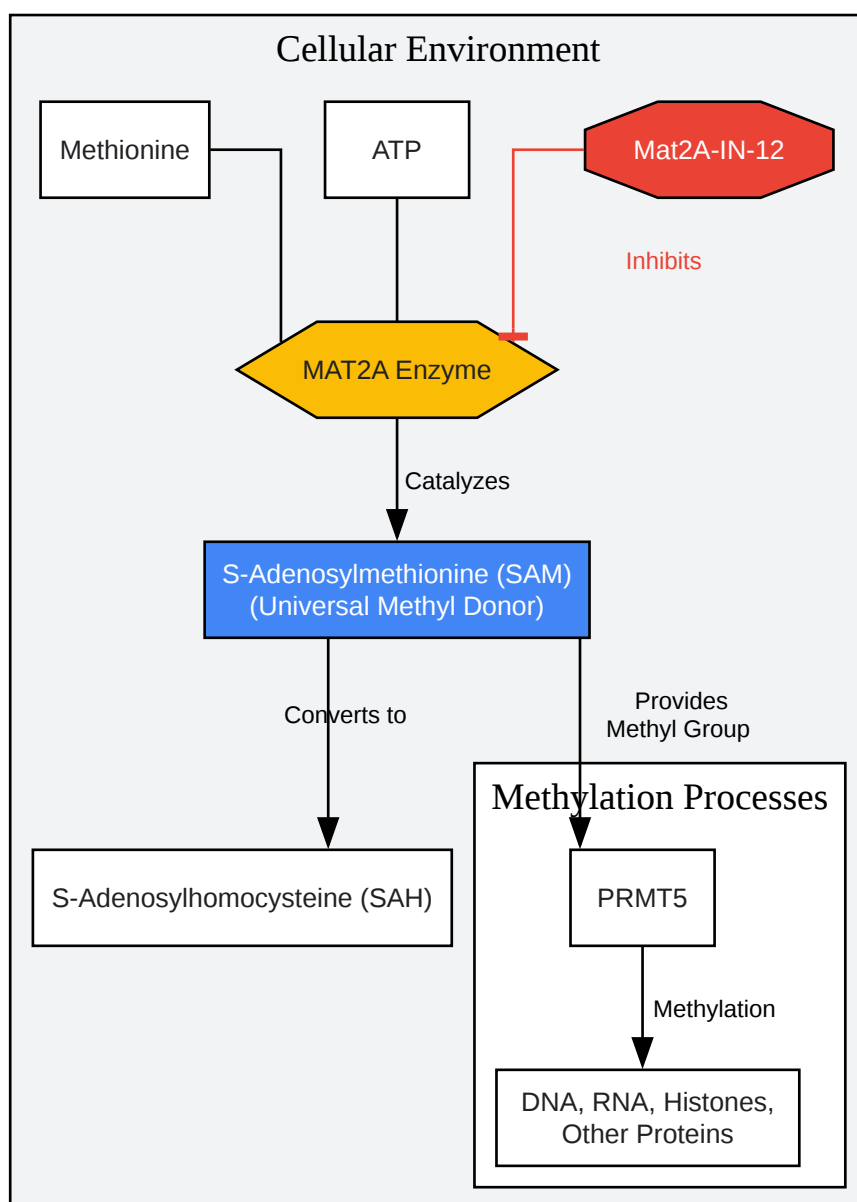 Cellular Environment
Methionine
ATP
Mat2A-IN-12
Inhibits
MAT2A Enzyme
Catalyzes
S-Adenosylmethionine (SAM)
(Universal Methyl Donor)
Converts to
Provides
Methyl Group
Methylation Processes
S-Adenosylhomocysteine (SAH)
PRMT5
Methylation
DNA, RNA, Histones,
Other Proteins